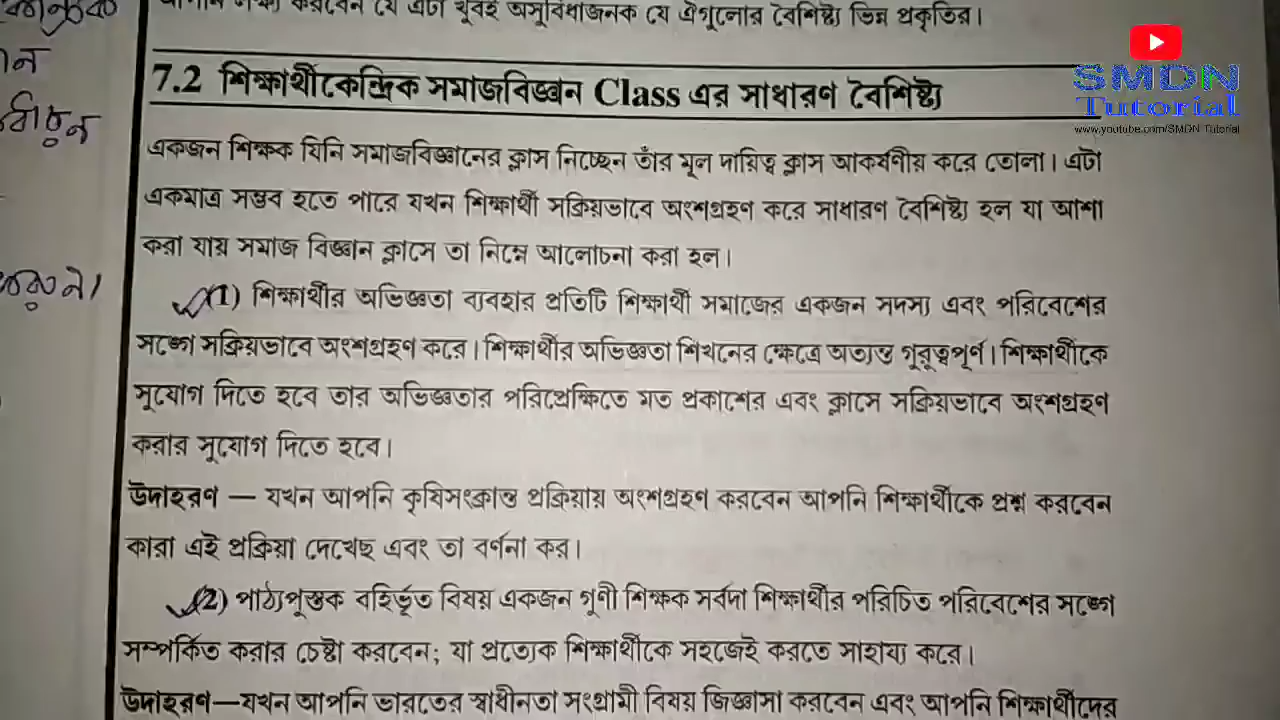 আপনি লক্ষ্য করবেন যে এটা খুবই অসুবিধাজনক যে ঐগুলোর বৈশিষ্ট্য ভিন্ন প্রকৃতির।
SMDN
Tutorial
www.youtube.com/SMDN Tutorial
7.2 শিক্ষার্থীকেন্দ্রিক সমাজবিজ্ঞান Class এর সাধারণ বৈশিষ্ট্য
একজন শিক্ষক যিনি সমাজবিজ্ঞানের ক্লাস নিচ্ছেন তাঁর মূল দায়িত্ব ক্লাস আকর্ষণীয় করে তোলা। এটা
একমাত্র সম্ভব হতে পারে যখন শিক্ষার্থী সক্রিয়ভাবে অংশগ্রহণ করে সাধারণ বৈশিষ্ট্য হল যা আশা
করা যায় সমাজ বিজ্ঞান ক্লাসে তা নিম্নে আলোচনা করা হল।
(1) শিক্ষার্থীর অভিজ্ঞতা ব্যবহার প্রতিটি শিক্ষার্থী সমাজের একজন সদস্য এবং পরিবেশের
সঙ্গে সক্রিয়ভাবে অংশগ্রহণ করে। শিক্ষার্থীর অভিজ্ঞতা শিখনের ক্ষেত্রে অত্যন্ত গুরুত্বপূর্ণ। শিক্ষার্থীকে
সুযোগ দিতে হবে তার অভিজ্ঞতার পরিপ্রেক্ষিতে মত প্রকাশের এবং ক্লাসে সক্রিয়ভাবে অংশগ্রহণ
করার সুযোগ দিতে হবে।
উদাহরণ — যখন আপনি কৃষিসংক্রান্ত প্রক্রিয়ায় অংশগ্রহণ করবেন আপনি শিক্ষার্থীকে প্রশ্ন করবেন
কারা এই প্রক্রিয়া দেখেছ এবং তা বর্ণনা কর।
(2) পাঠ্যপুস্তক বহির্ভূত বিষয় একজন গুণী শিক্ষক সর্বদা শিক্ষার্থীর পরিচিত পরিবেশের সঙ্গে
সম্পর্কিত করার চেষ্টা করবেন; যা প্রত্যেক শিক্ষার্থীকে সহজেই করতে সাহায্য করে।
উদাহরণ—যখন আপনি ভারতের স্বাধীনতা সংগ্রামী বিষয় জিজ্ঞাসা করবেন এবং আপনি শিক্ষার্থীদের